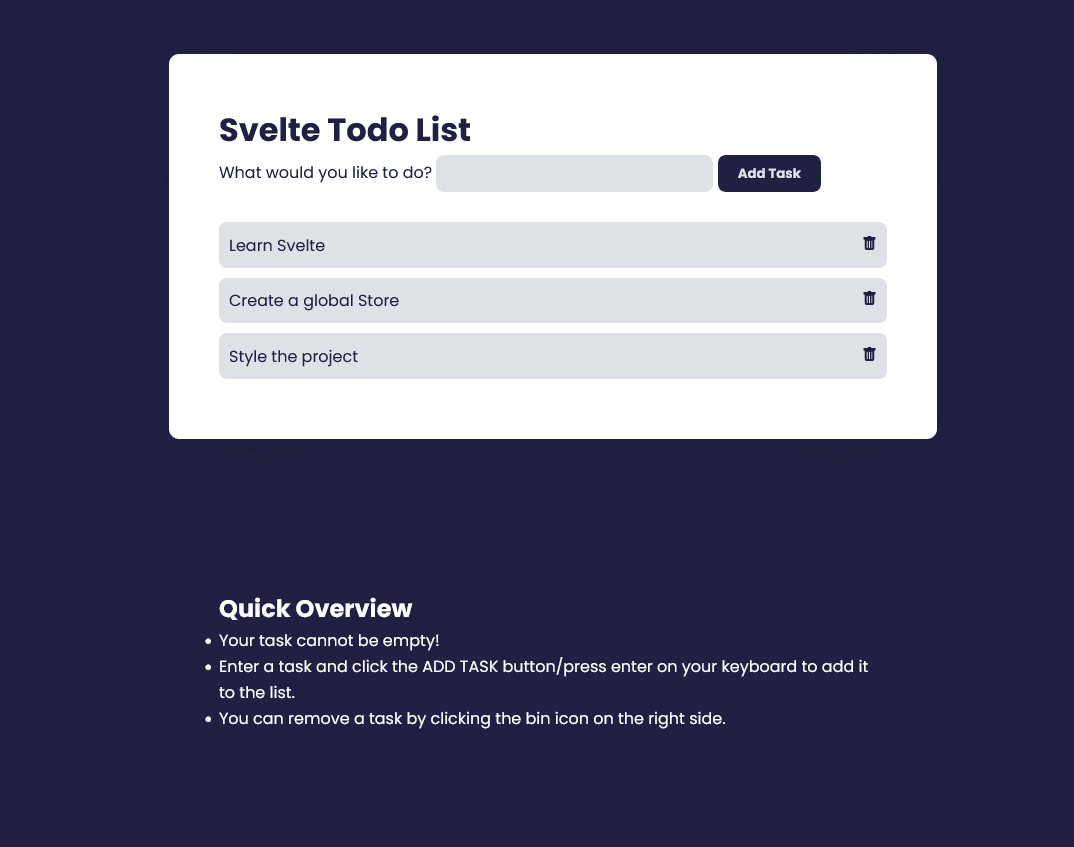 Svelte Todo List
What would you like to do? Add Task
Learn Svelte
Create a global Store
Style the project
Quick Overview
• Your task cannot be empty!
• Enter a task and click the ADD TASK button/press enter on your keyboard to add it
to the list.
• You can remove a task by clicking the bin icon on the right side.